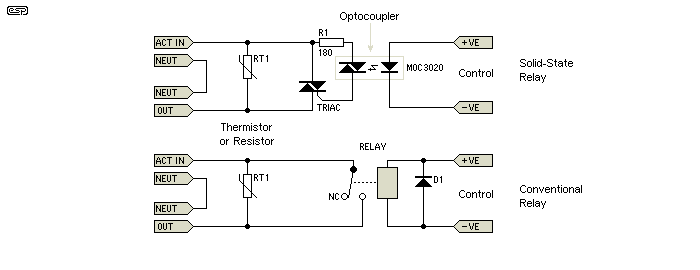 esp
Optocoupler
ACT IN
R1
+VE
NEUT
RT1
180
MOC3020
Control
Solid-State
Relay
NEUT
OUT
TRIAC
-VE
Thermistor
or Resistor
RELAY
ACT IN
+VE
NEUT
RT1
D1
NC
Control
Conventional
Relay
NEUT
OUT
-VE